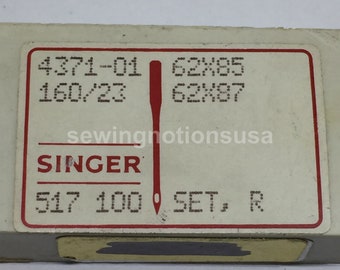 4371-01 62X85
160/23 62X87
sewingnotionsusa
SINGER
517 100 SET, R